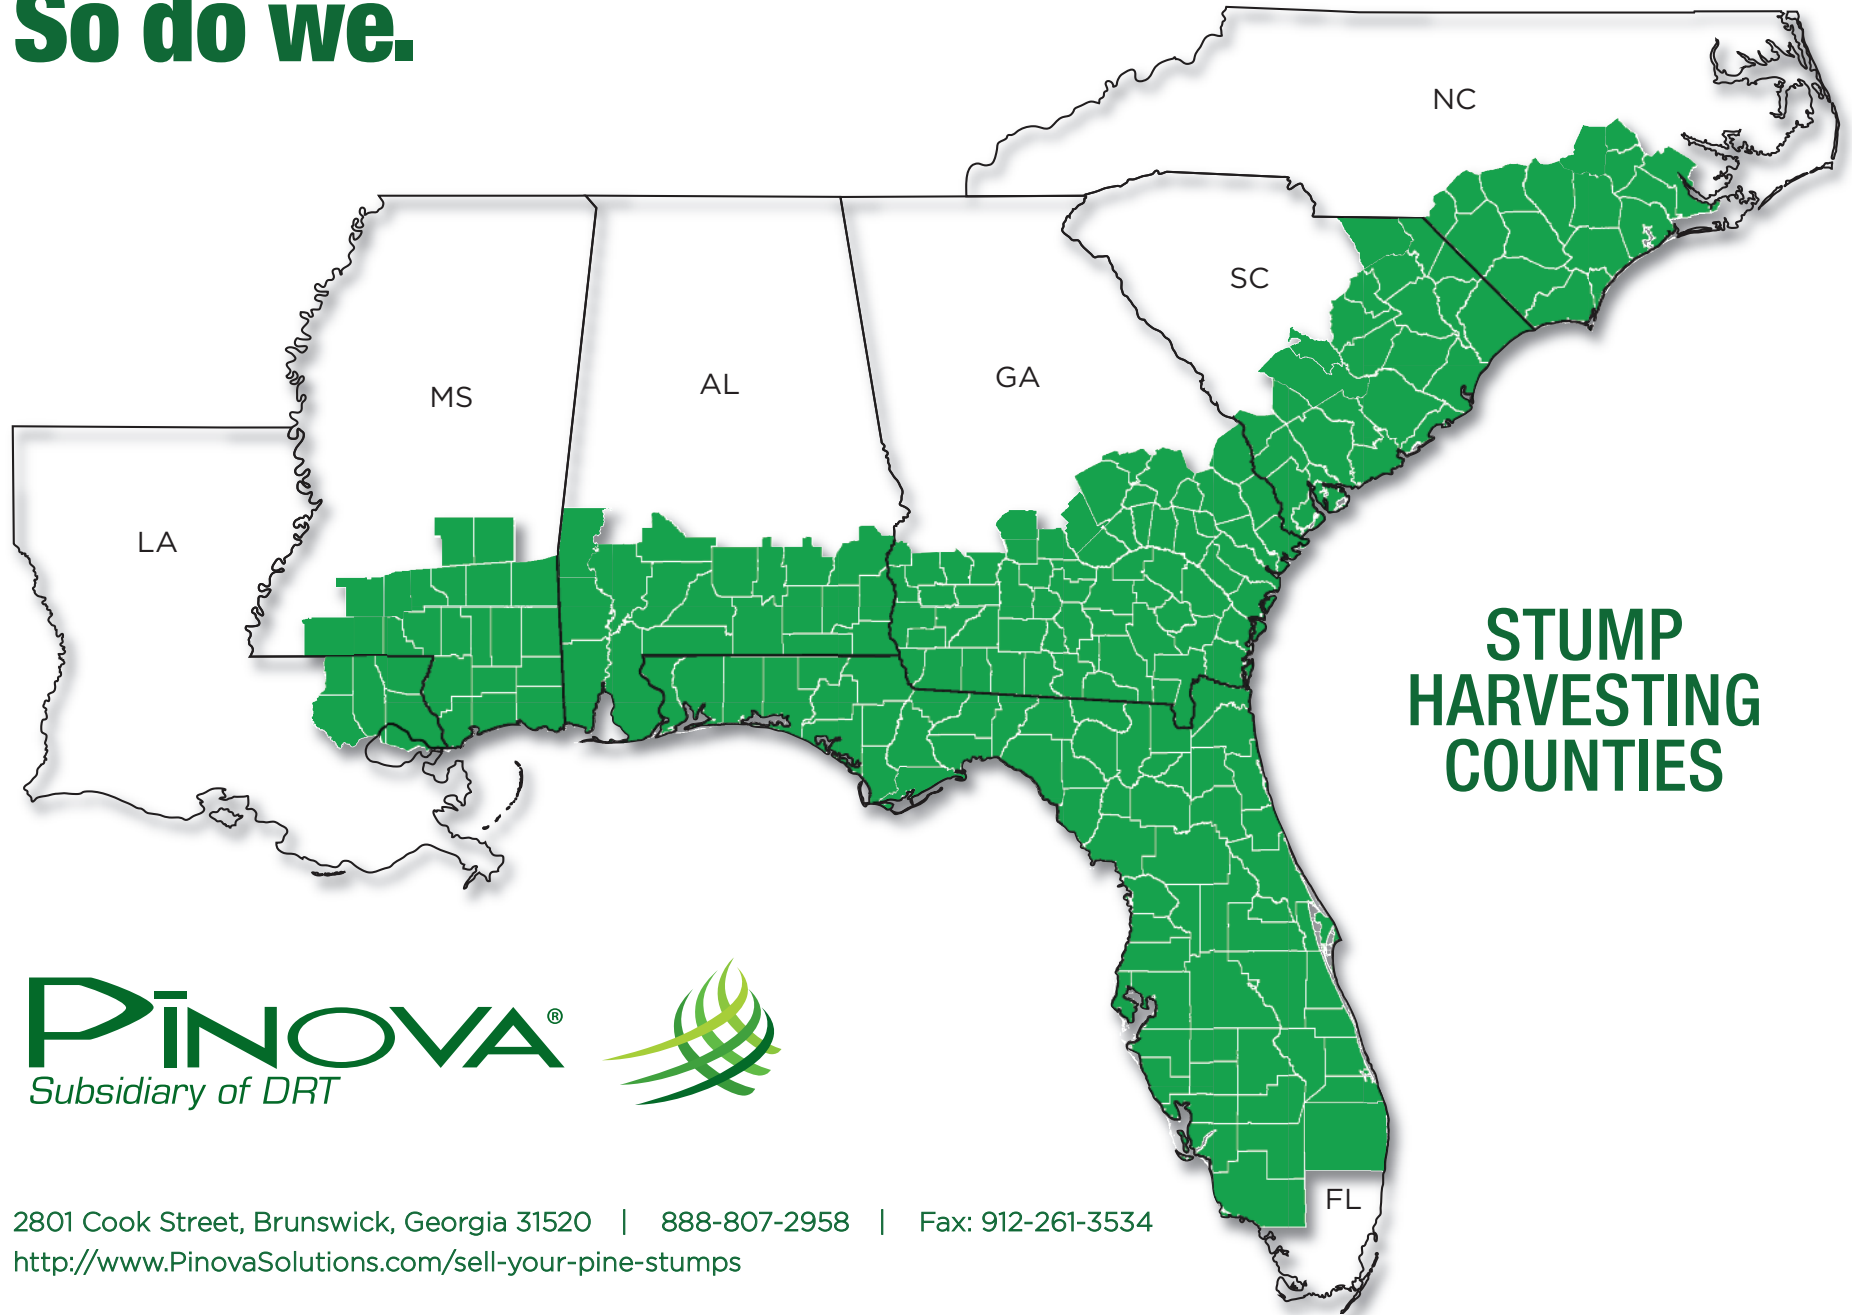 So do we.
NC
SC
MS
AL
GA
LA
STUMP
HARVESTING
COUNTIES
PĪNOVA®
Subsidiary of DRT
FL
2801 Cook Street, Brunswick, Georgia 31520 | 888-807-2958 | Fax: 912-261-3534
http://www.PinovaSolutions.com/sell-your-pine-stumps